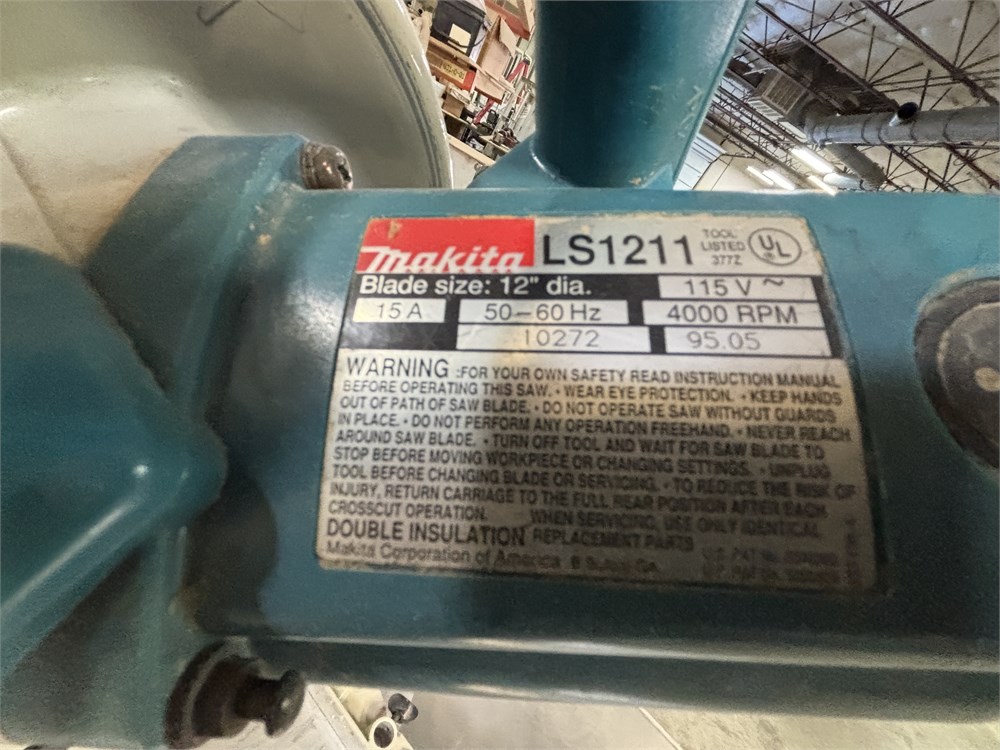 makita LS1211 TOOL LISTED 377Z UL
Blade size: 12" dia. 115 V ~
15 A 50–60 Hz 4000 RPM
10272 95.05
WARNING :FOR YOUR OWN SAFETY READ INSTRUCTION MANUAL
BEFORE OPERATING THIS SAW. • WEAR EYE PROTECTION. • KEEP HANDS
OUT OF PATH OF SAW BLADE. • DO NOT OPERATE SAW WITHOUT GUARDS
IN PLACE. • DO NOT PERFORM ANY OPERATION FREEHAND. • NEVER REACH
AROUND SAW BLADE. • TURN OFF TOOL AND WAIT FOR SAW BLADE TO
STOP BEFORE MOVING WORKPIECE OR CHANGING SETTINGS. • UNPLUG
TOOL BEFORE CHANGING BLADE OR SERVICING. • TO REDUCE THE RISK OF
INJURY, RETURN CARRIAGE TO THE FULL REAR POSITION AFTER EACH
CROSSCUT OPERATION. WHEN SERVICING, USE ONLY IDENTICAL
DOUBLE INSULATION REPLACEMENT PARTS
Makita Corporation of America